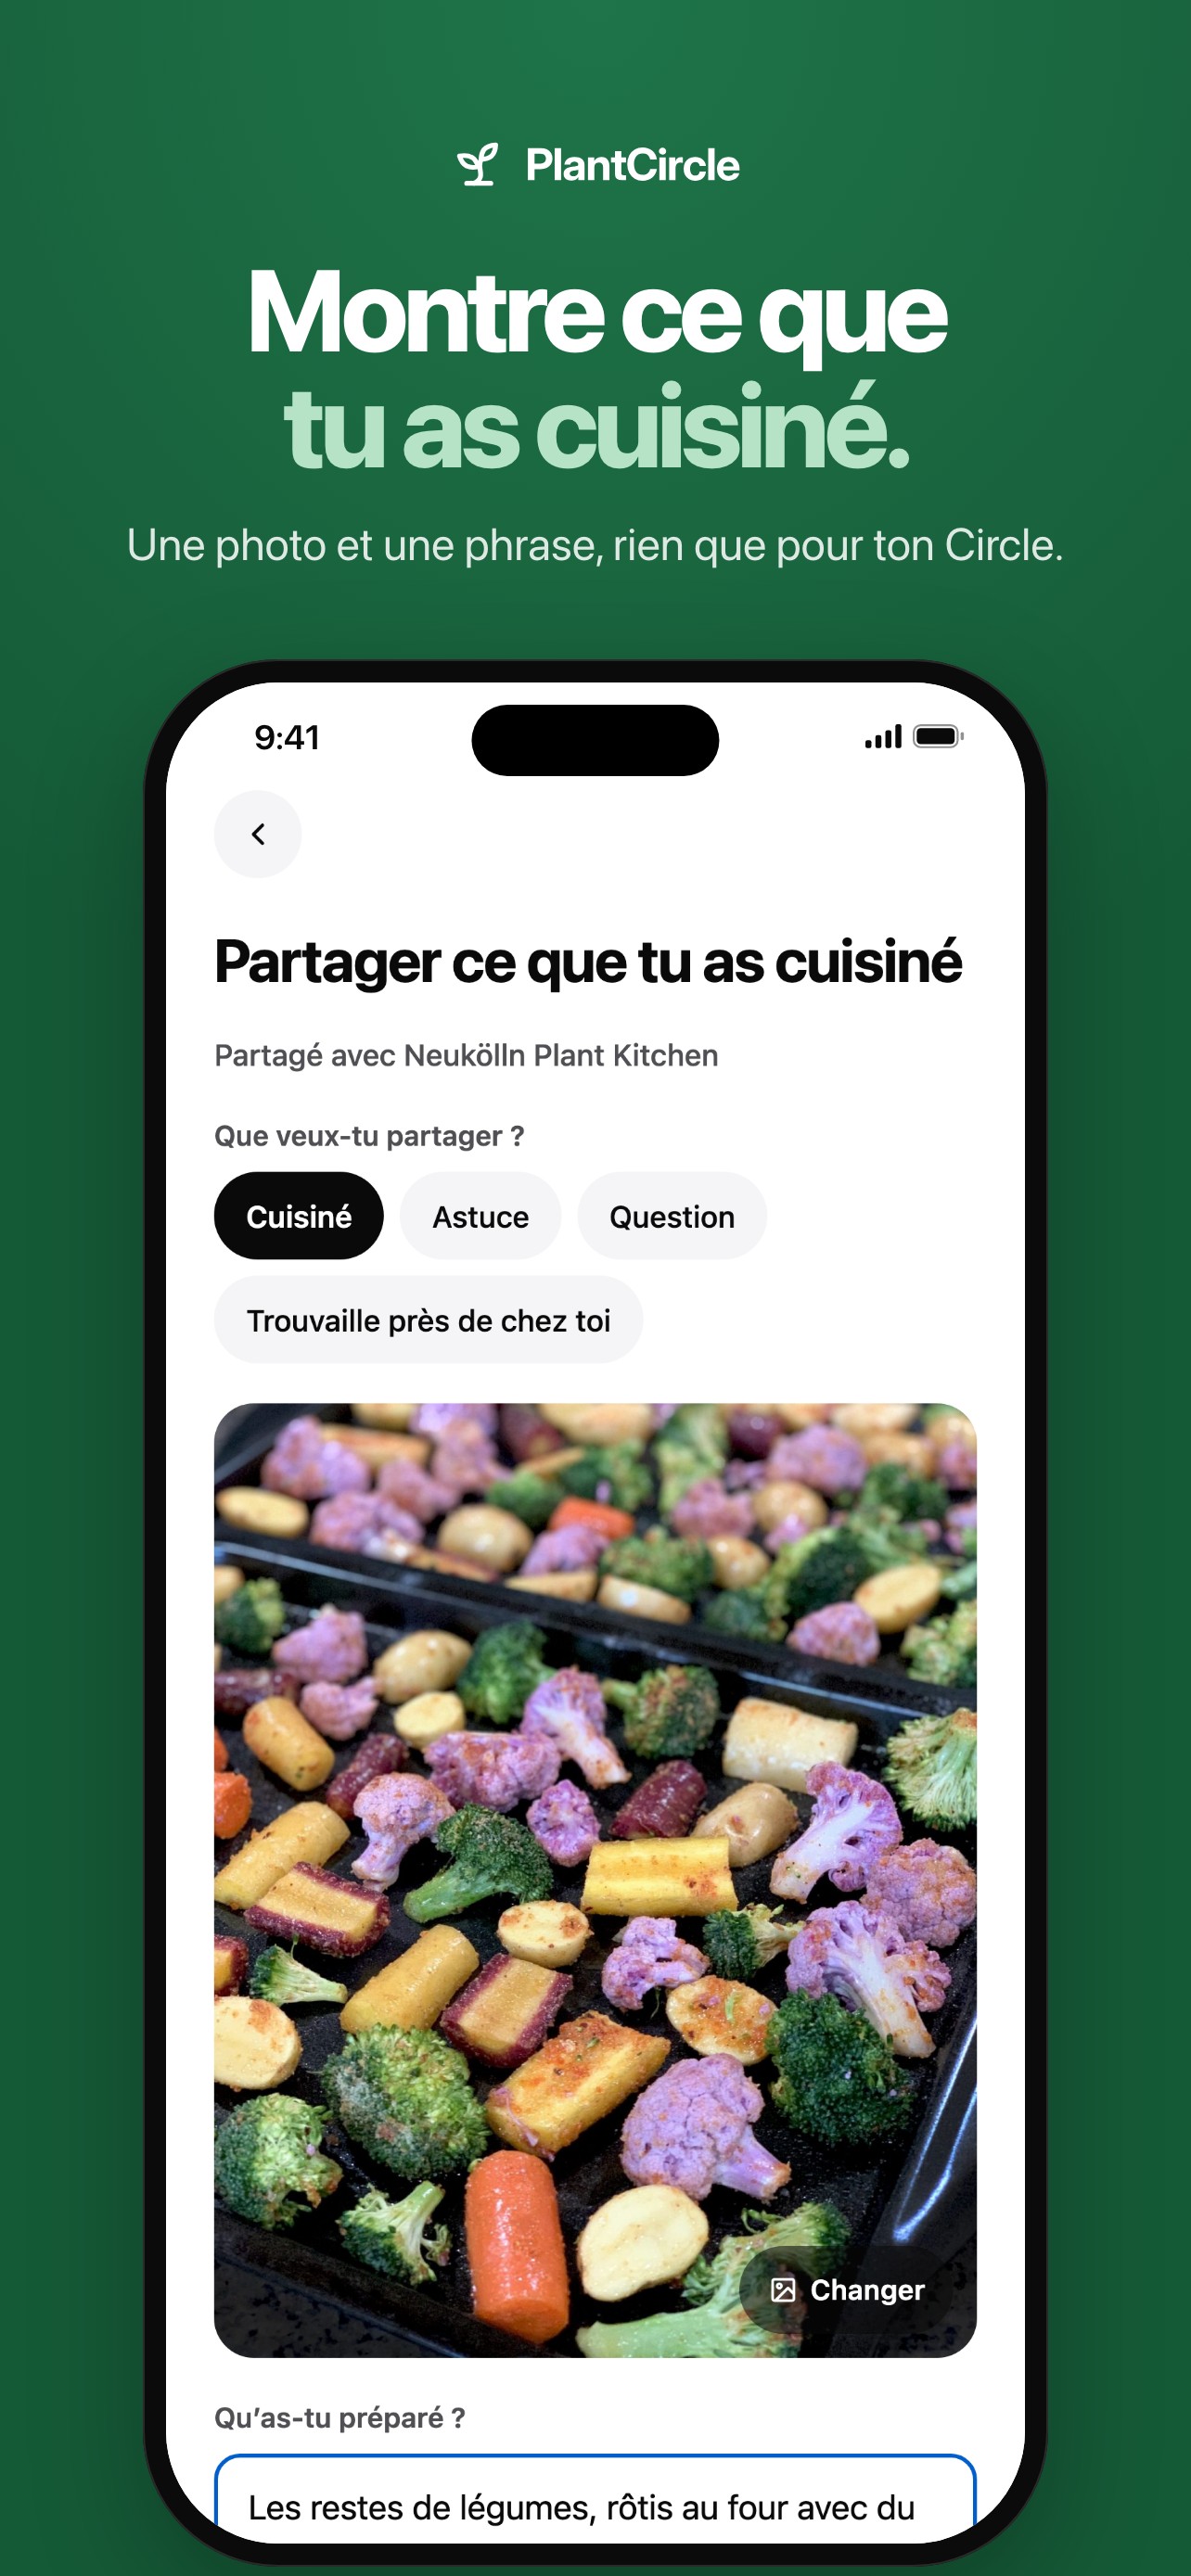 PlantCircle
Montre ce que
tu as cuisiné.
Une photo et une phrase, rien que pour ton Circle.
9:41
Partager ce que tu as cuisiné
Partagé avec Neukölln Plant Kitchen
Que veux-tu partager ?
Cuisiné Astuce Question
Trouvaille près de chez toi
Changer
Qu’as-tu préparé ?
Les restes de légumes, rôtis au four avec du